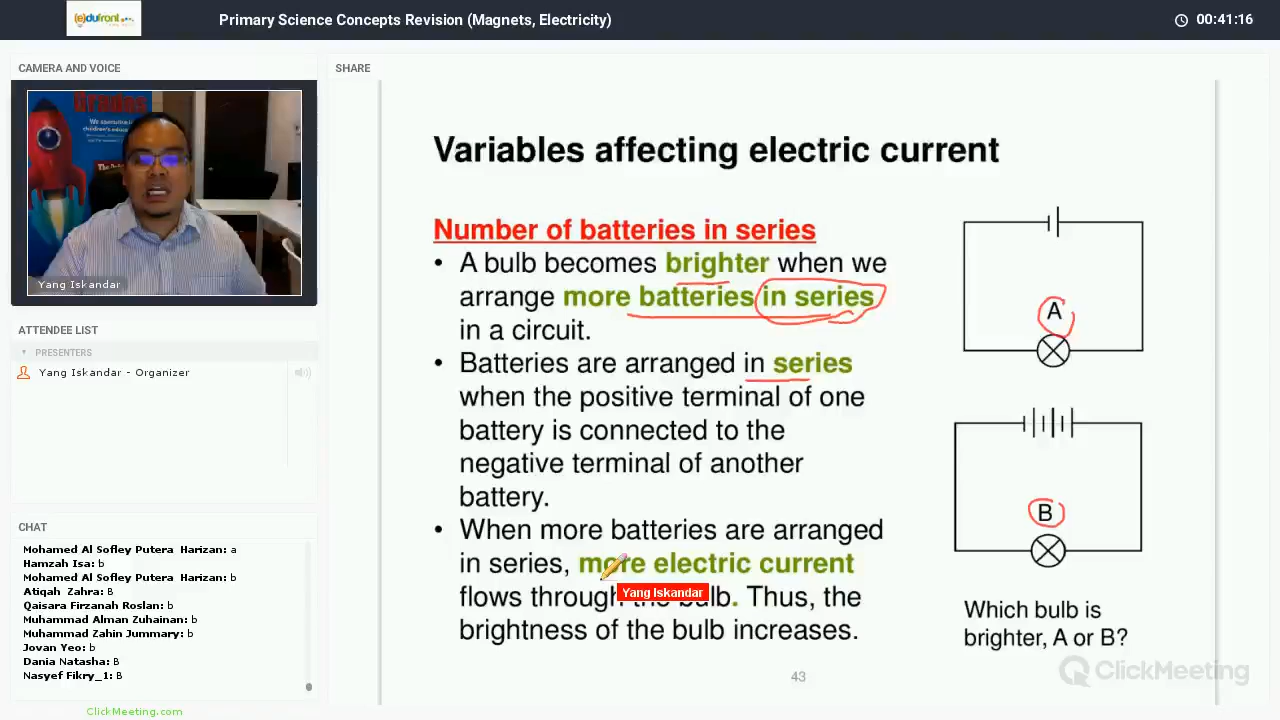 (e)dufront
Primary Science Concepts Revision (Magnets, Electricity)
00:41:16
CAMERA AND VOICE
Grades
Yang Iskandar
ATTENDEE LIST
PRESENTERS
Yang Iskandar - Organizer
CHAT
Mohamed Al Sofley Putera Harizan: a
Hamzah Isa: b
Mohamed Al Sofley Putera Harizan: b
Atiqah Zahra: B
Qaisara Firzanah Roslan: b
Muhammad Alman Zuhainan: b
Muhammad Zahin Jummary: b
Jovan Yeo: b
Dania Natasha: B
Nasyef Fikry_1: B
ClickMeeting.com
SHARE
Variables affecting electric current
Number of batteries in series
• A bulb becomes brighter when we
arrange more batteries in series
in a circuit.
• Batteries are arranged in series
when the positive terminal of one
battery is connected to the
negative terminal of another
battery.
• When more batteries are arranged
in series, more electric current
Yang Iskandar
flows through the bulb. Thus, the
brightness of the bulb increases.
A
B
Which bulb is
brighter, A or B?
43
ClickMeeting